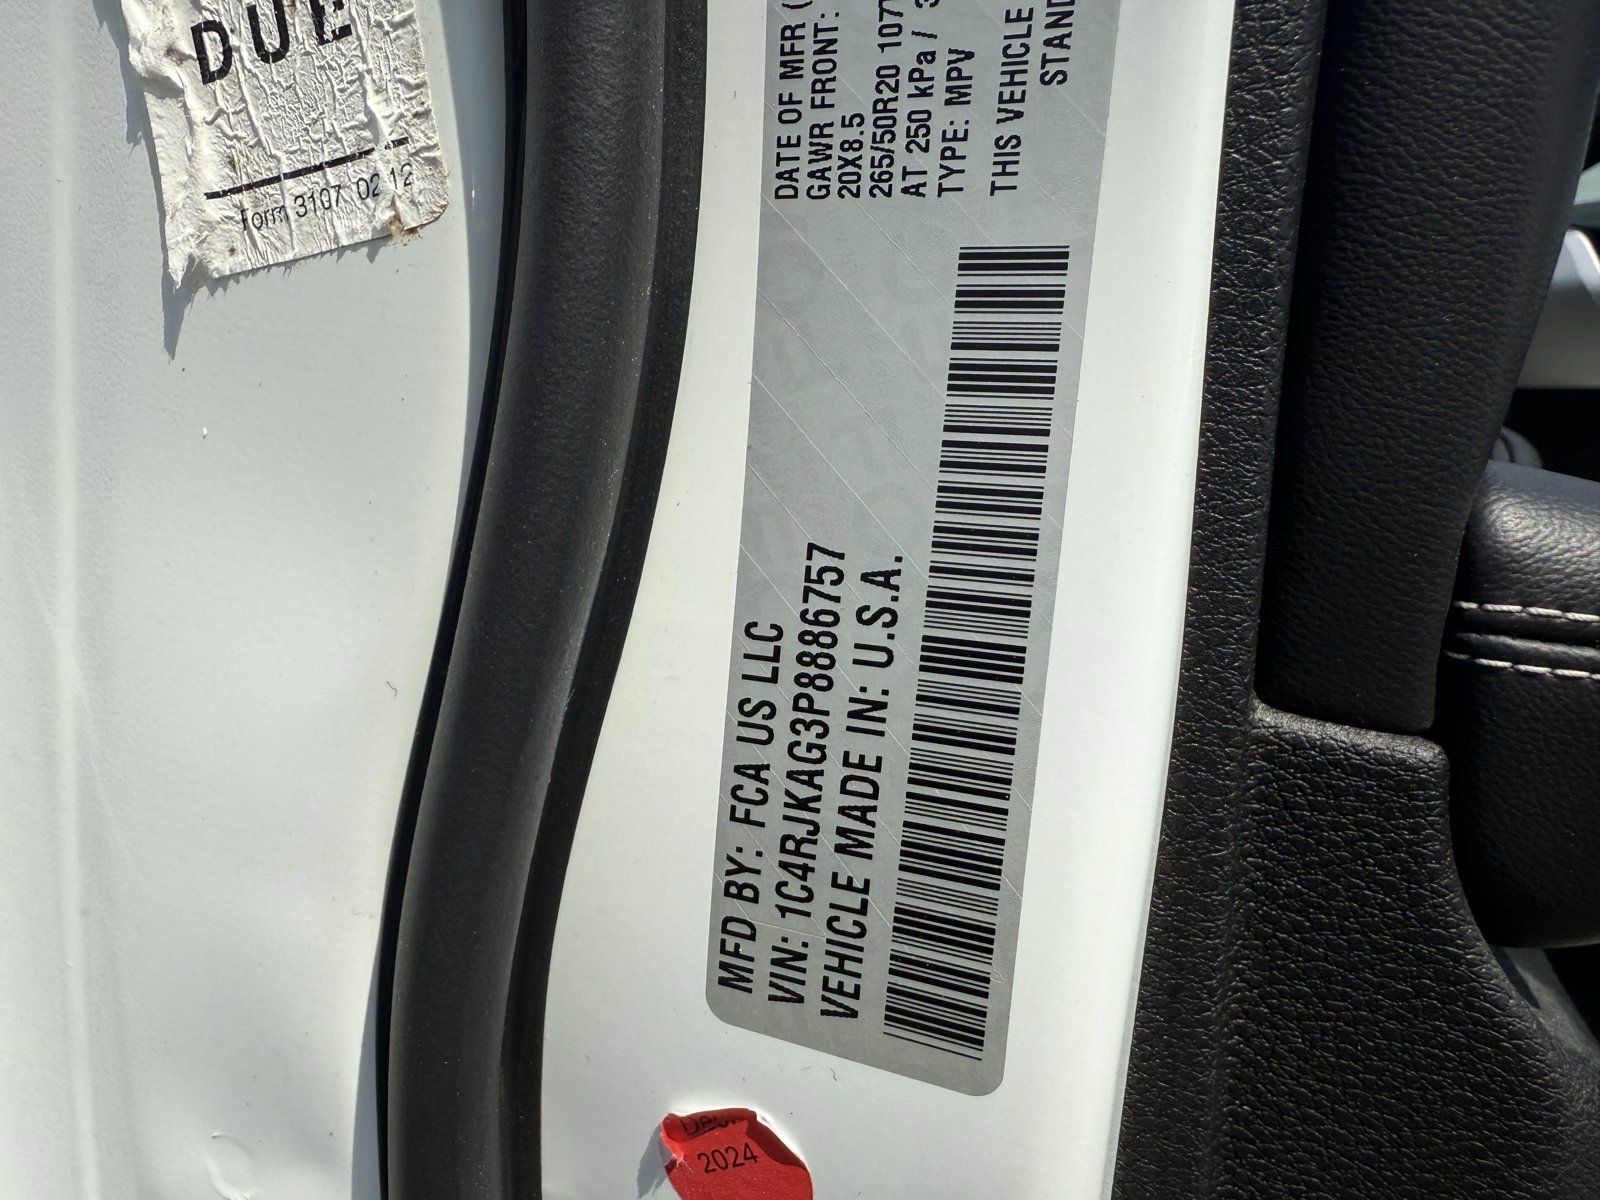 DUE
Form 3107 02 12
MFD BY: FCA US LLC
VIN: 1C4RJKAG3P8886757
VEHICLE MADE IN: U.S.A.
DATE OF MFR
GAWR FRONT:
20X8.5
265/50R20 107
AT 250 kPa /
TYPE: MPV
THIS VEHICLE
2024